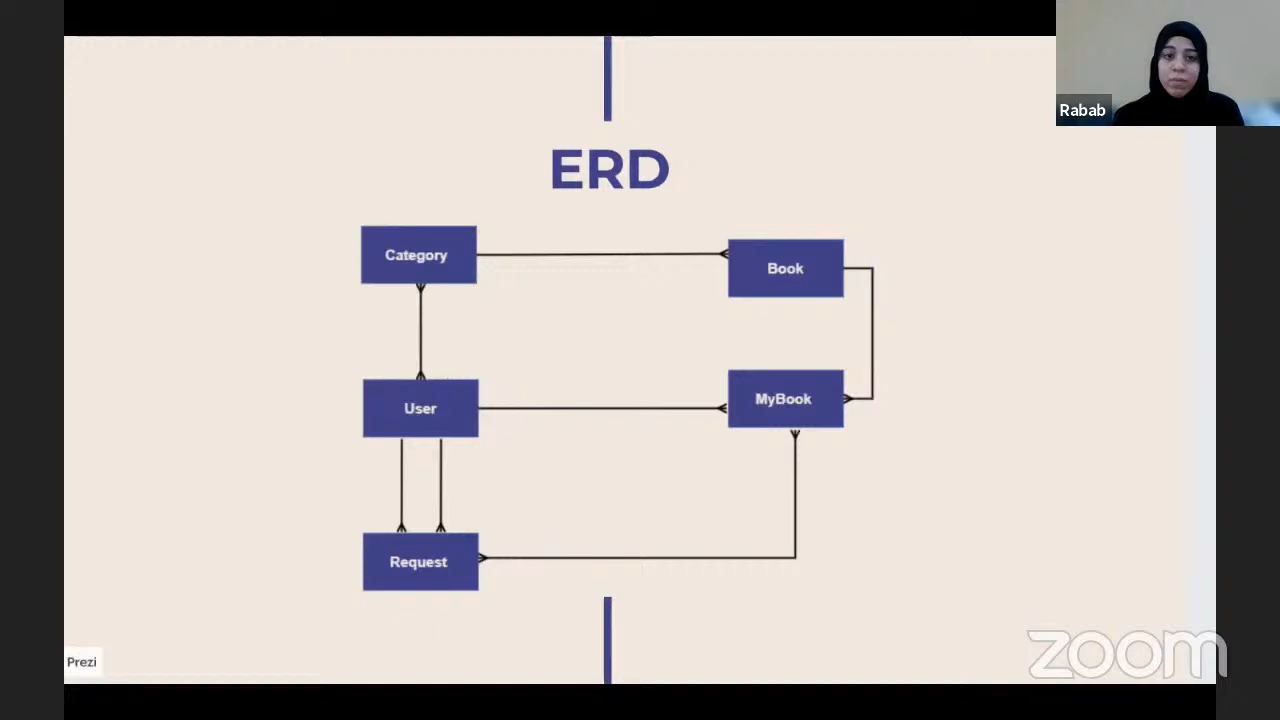 Rabab
ERD
Category
Book
MyBook
User
Request
Prezi
zoom